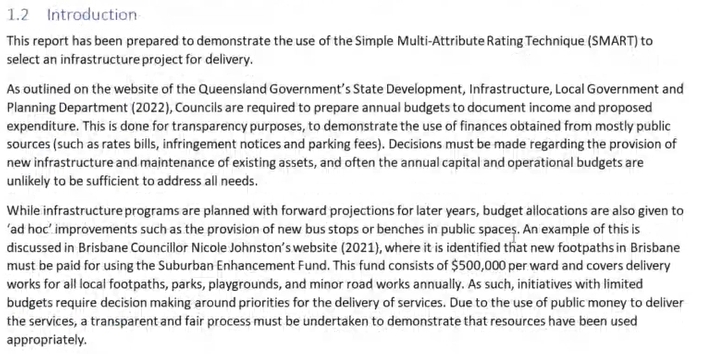 1.2 Introduction
This report has been prepared to demonstrate the use of the Simple Multi-Attribute Rating Technique (SMART) to
select an infrastructure project for delivery.
As outlined on the website of the Queensland Government's State Development, Infrastructure, Local Government and
Planning Department (2022), Councils are required to prepare annual budgets to document income and proposed
expenditure. This is done for transparency purposes, to demonstrate the use of finances obtained from mostly public
sources (such as rates bills, infringement notices and parking fees). Decisions must be made regarding the provision of
new infrastructure and maintenance of existing assets, and often the annual capital and operational budgets are
unlikely to be sufficient to address all needs.
While infrastructure programs are planned with forward projections for later years, budget allocations are also given to
'ad hoc' improvements such as the provision of new bus stops or benches in public spaces. An example of this is
discussed in Brisbane Councillor Nicole Johnston's website (2021), where it is identified that new footpaths in Brisbane
must be paid for using the Suburban Enhancement Fund. This fund consists of $500,000 per ward and covers delivery
works for all local footpaths, parks, playgrounds, and minor road works annually. As such, initiatives with limited
budgets require decision making around priorities for the delivery of services. Due to the use of public money to deliver
the services, a transparent and fair process must be undertaken to demonstrate that resources have been used
appropriately.